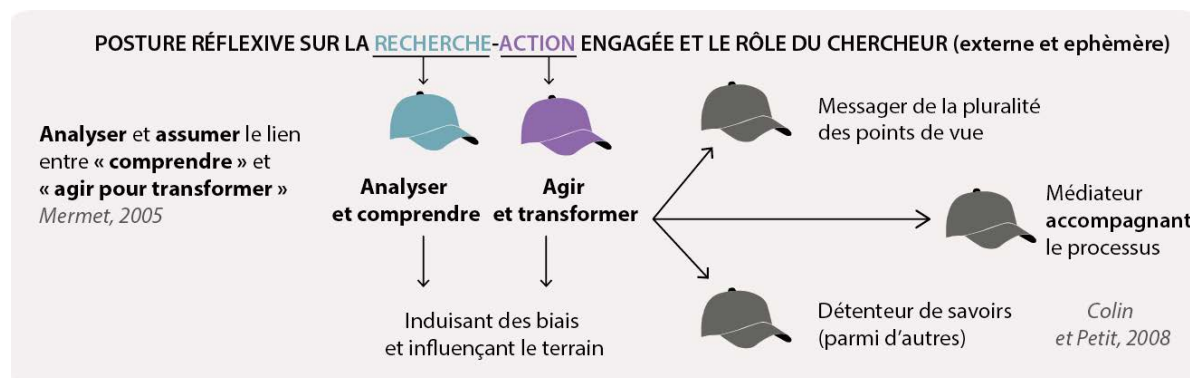 POSTURE RÉFLEXIVE SUR LA RECHERCHE-ACTION ENGAGÉE ET LE RÔLE DU CHERCHEUR (externe et ephèmère)
Analyser et assumer le lien
entre « comprendre » et
« agir pour transformer »
Mermet, 2005
Analyser
et comprendre
Agir
et transformer
Induisant des biais
et influençant le terrain
Messager de la pluralité
des points de vue
Médiateur
accompagnant
le processus
Détenteur de savoirs
(parmi d'autres)
Colin
et Petit, 2008